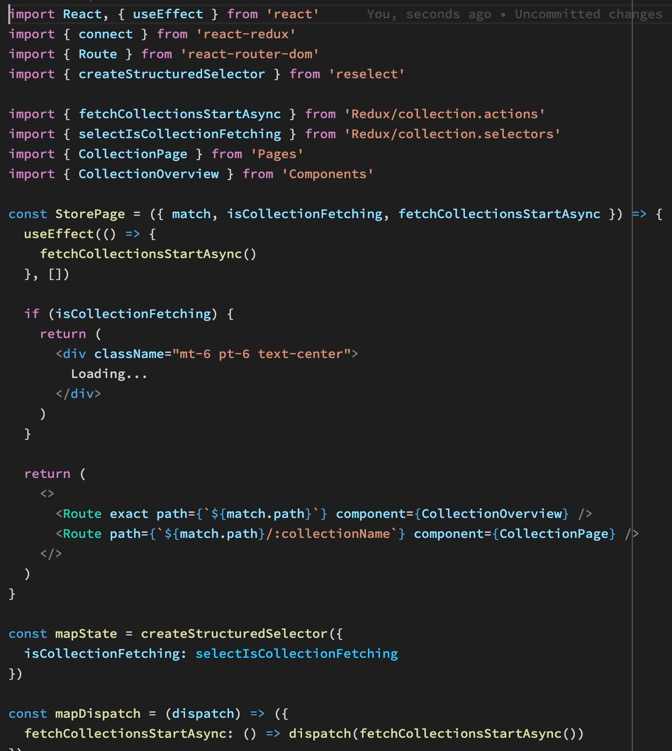 import React, { useEffect } from 'react' You, seconds ago • Uncommitted changes
import { connect } from 'react-redux'
import { Route } from 'react-router-dom'
import { createStructuredSelector } from 'reselect'

import { fetchCollectionsStartAsync } from 'Redux/collection.actions'
import { selectIsCollectionFetching } from 'Redux/collection.selectors'
import { CollectionPage } from 'Pages'
import { CollectionOverview } from 'Components'

const StorePage = ({ match, isCollectionFetching, fetchCollectionsStartAsync }) => {
  useEffect(() => {
    fetchCollectionsStartAsync()
  }, [])

  if (isCollectionFetching) {
    return (
      <div className="mt-6 pt-6 text-center">
        Loading...
      </div>
    )
  }

  return (
    <>
      <Route exact path={`${match.path}`} component={CollectionOverview} />
      <Route path={`${match.path}/:collectionName`} component={CollectionPage} />
    </>
  )
}

const mapState = createStructuredSelector({
  isCollectionFetching: selectIsCollectionFetching
})

const mapDispatch = (dispatch) => ({
  fetchCollectionsStartAsync: () => dispatch(fetchCollectionsStartAsync())